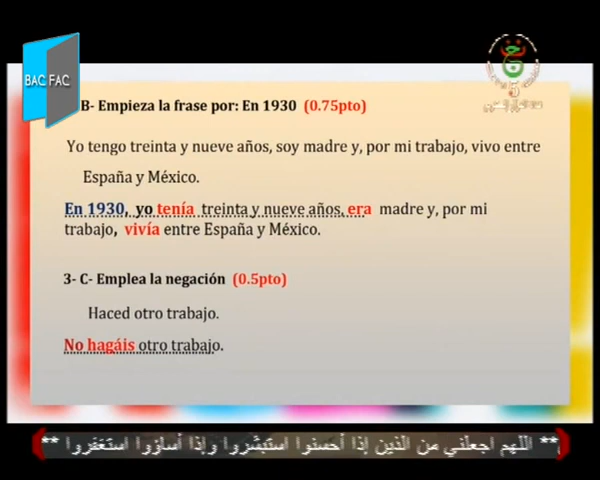 BAC FAC
B- Empieza la frase por: En 1930 (0.75pto)
Yo tengo treinta y nueve años, soy madre y, por mi trabajo, vivo entre
España y México.
En 1930, yo tenía treinta y nueve años, era madre y, por mi
trabajo, vivía entre España y México.
3- C- Emplea la negación (0.5pto)
Haced otro trabajo.
No hagáis otro trabajo.
** اللهم اجعلني من الذين إذا أحسنوا استبشروا وإذا أساؤوا استغفروا **